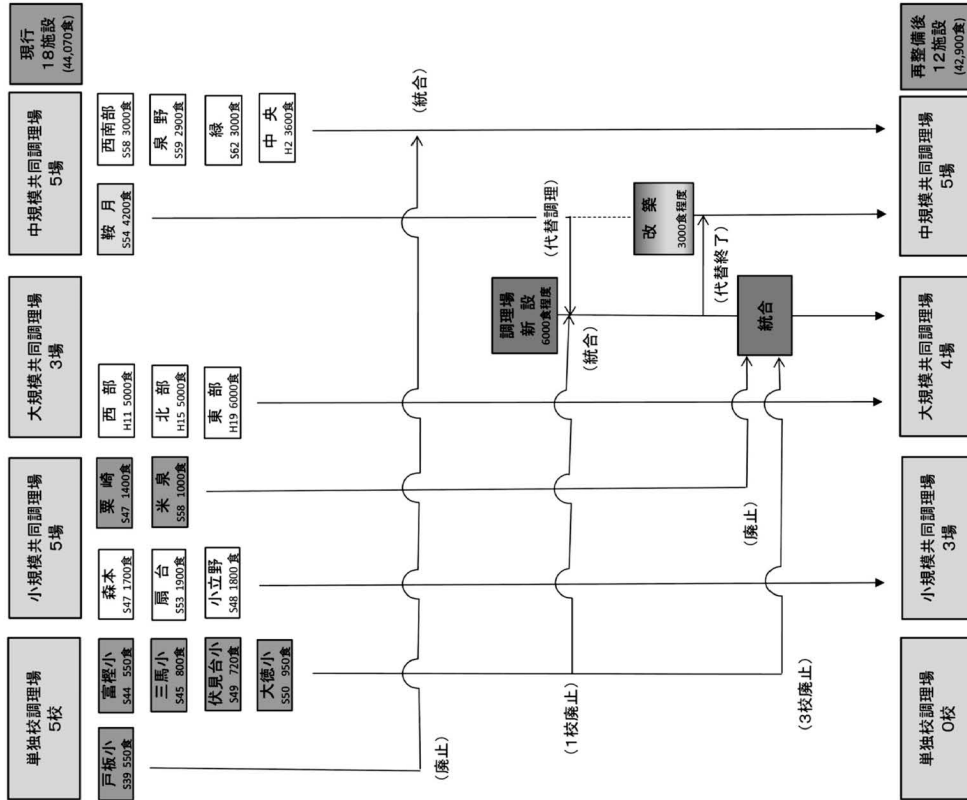 単独校調理場
5校
小規模共同調理場
5場
大規模共同調理場
3場
中規模共同調理場
5場
現行
18施設
(44,070食)
戸板小
S39 550食
富樫小
S44 550食
三馬小
S45 800食
伏見台小
S49 720食
大徳小
S50 950食
森本
S47 1700食
扇台
S53 1900食
小立野
S48 1800食
粟崎
S47 1400食
米泉
S58 1000食
西部
H11 5000食
北部
H15 5000食
東部
H19 6000食
鞍月
S54 4200食
西南部
S58 3000食
泉野
S59 2900食
緑
S62 3000食
中央
H2 3600食
(廃止)
(統合)
調理場
新設
6000食程度
(代替調理)
(1校廃止)
(統合)
改築
3000食程度
(代替終了)
(廃止)
統合
(3校廃止)
単独校調理場
0校
小規模共同調理場
3場
大規模共同調理場
4場
中規模共同調理場
5場
再整備後
12施設
(42,900食)